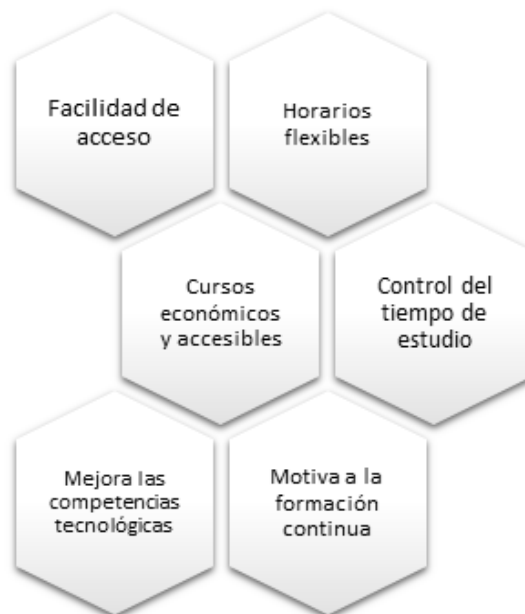 Facilidad de
acceso
Horarios
flexibles
Cursos
económicos
y accesibles
Control del
tiempo de
estudio
Mejora las
competencias
tecnológicas
Motiva a la
formación
continua